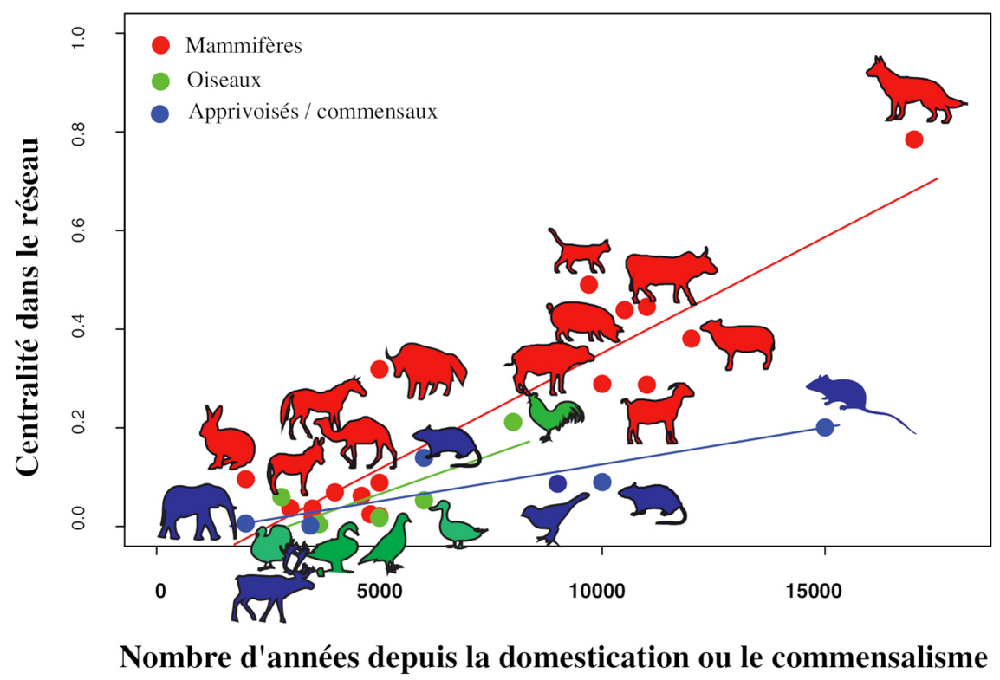 Mammifères
Oiseaux
Apprivoisés / commensaux
Centralité dans le réseau
1.0
0.8
0.6
0.4
0.2
0.0
0 5000 10000 15000
Nombre d'années depuis la domestication ou le commensalisme